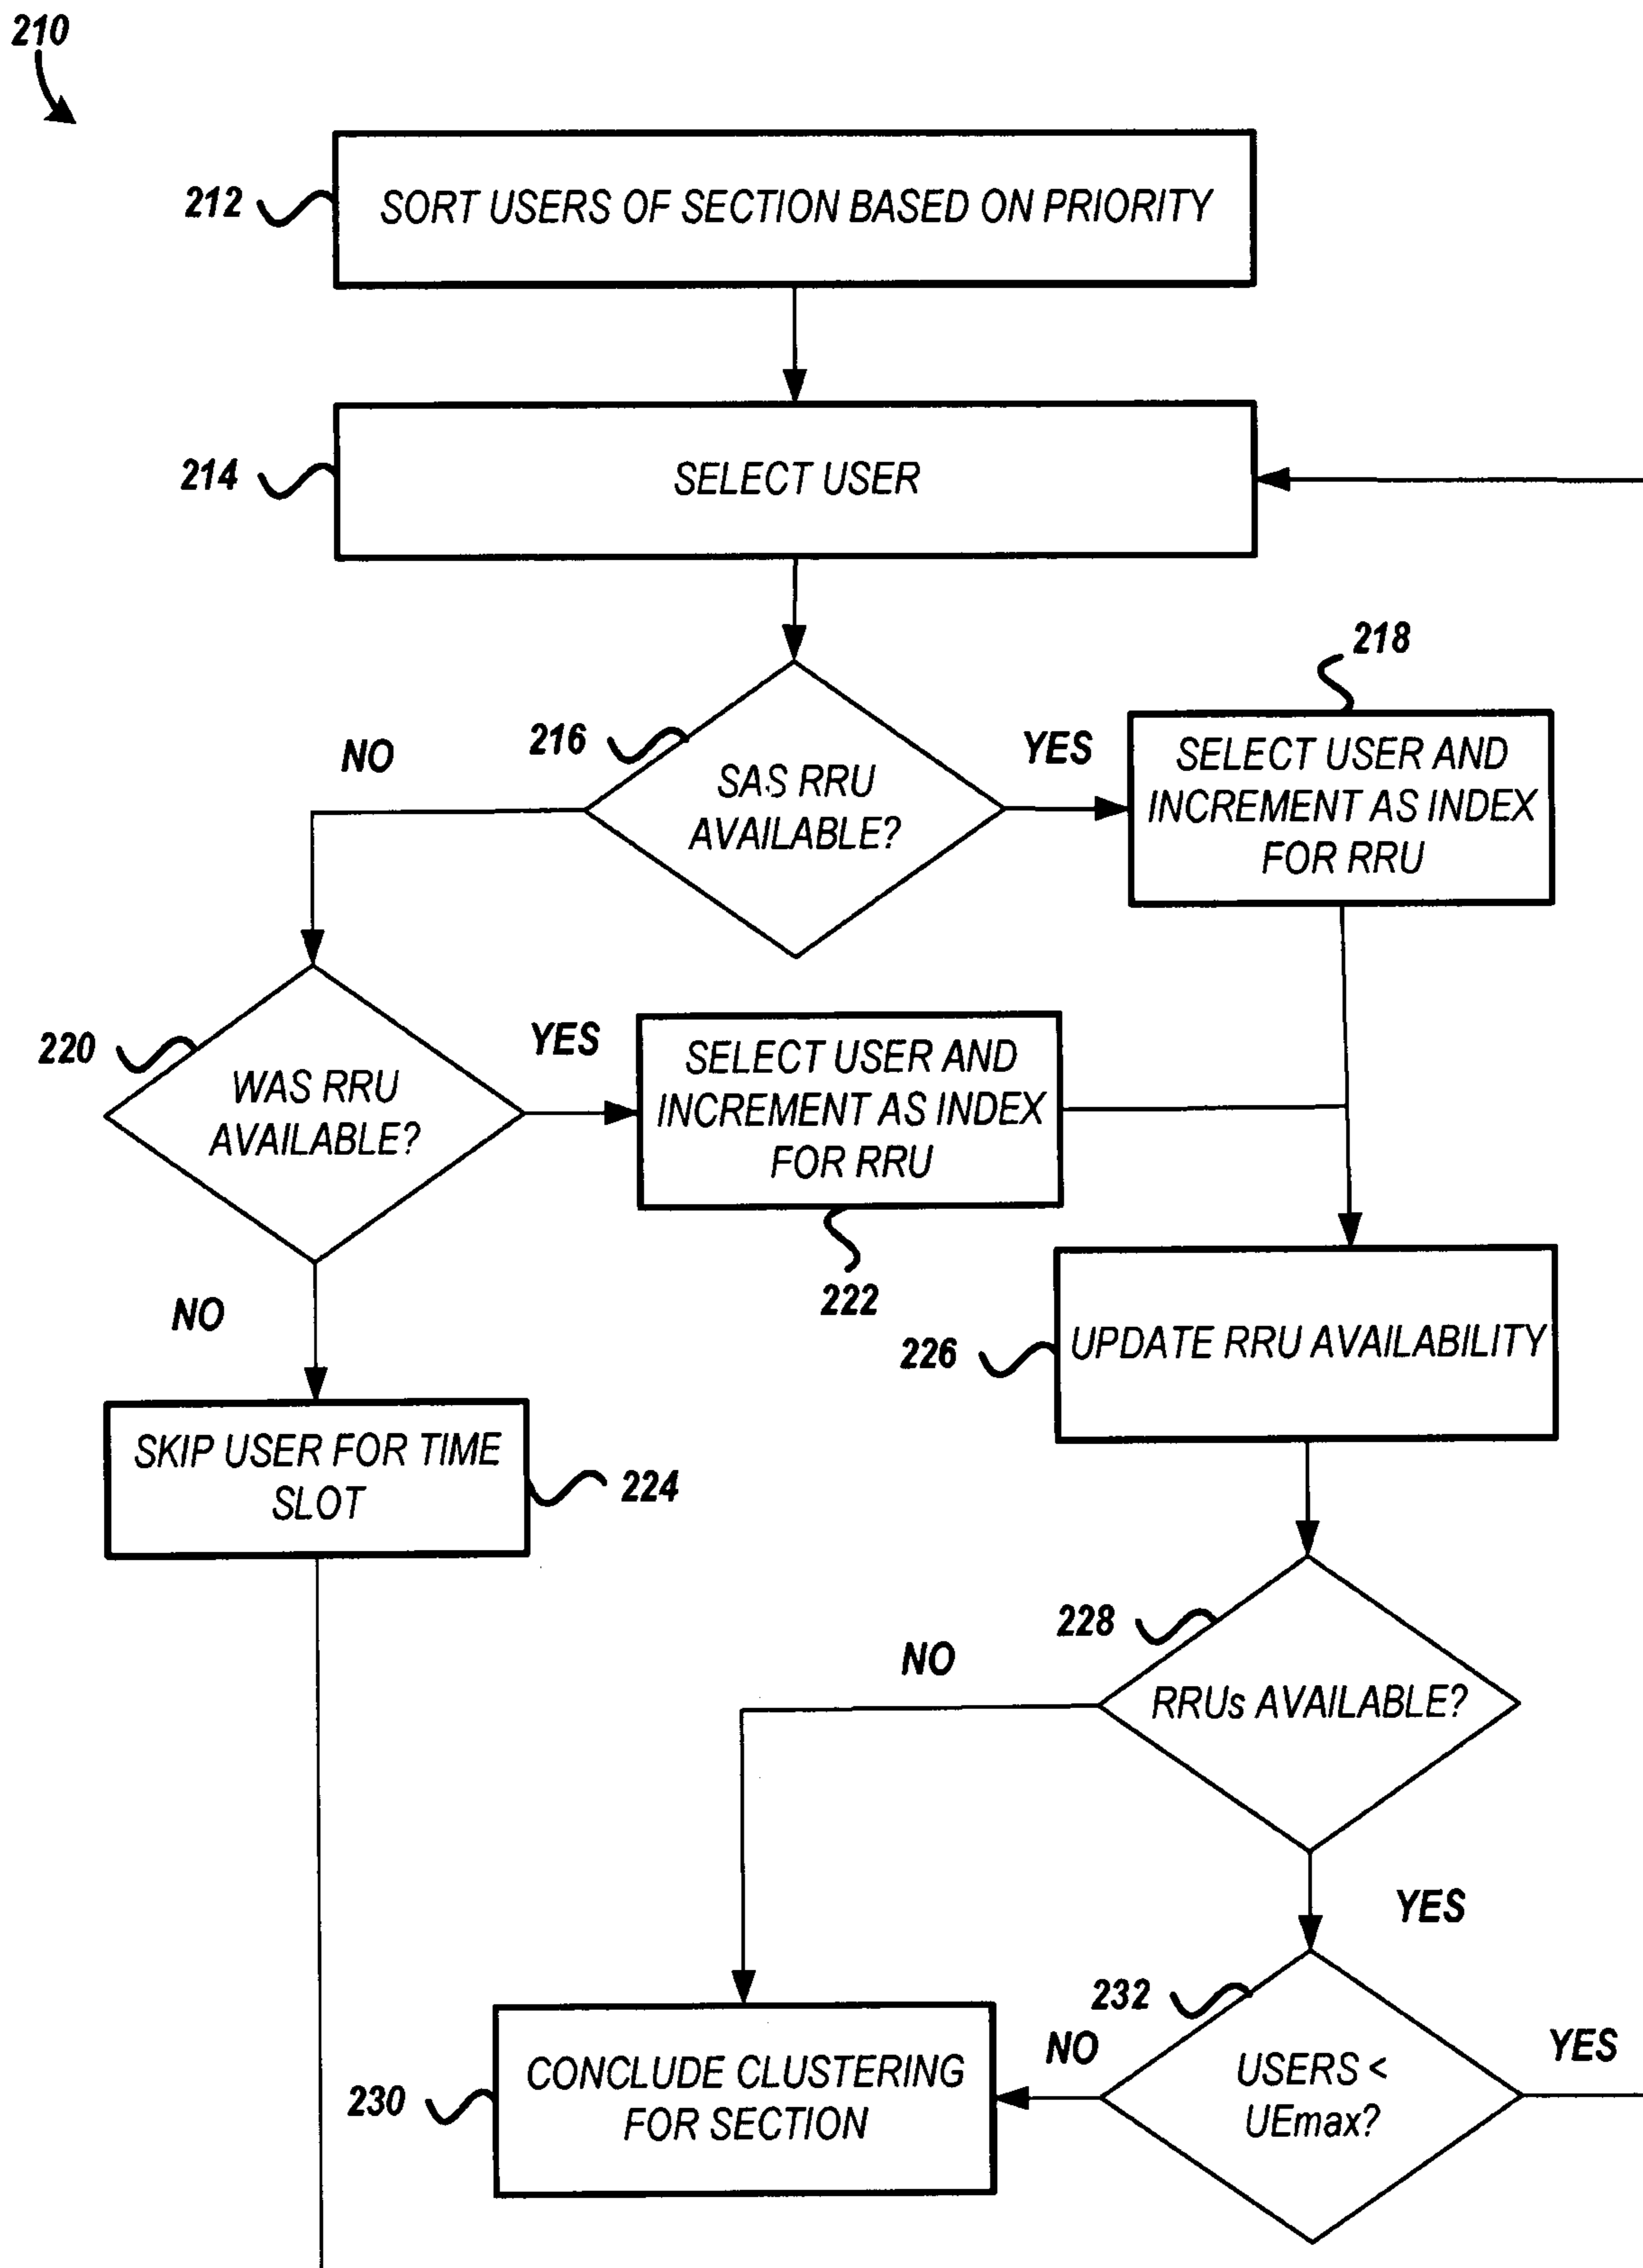 210
212
SORT USERS OF SECTION BASED ON PRIORITY
214
SELECT USER
216
SAS RRU
AVAILABLE?
NO
YES
218
SELECT USER AND
INCREMENT AS INDEX
FOR RRU
220
WAS RRU
AVAILABLE?
YES
SELECT USER AND
INCREMENT AS INDEX
FOR RRU
222
NO
SKIP USER FOR TIME
SLOT
224
226
UPDATE RRU AVAILABILITY
228
RRUs AVAILABLE?
NO
YES
230
CONCLUDE CLUSTERING
FOR SECTION
232
USERS <
UEmax?
NO
YES